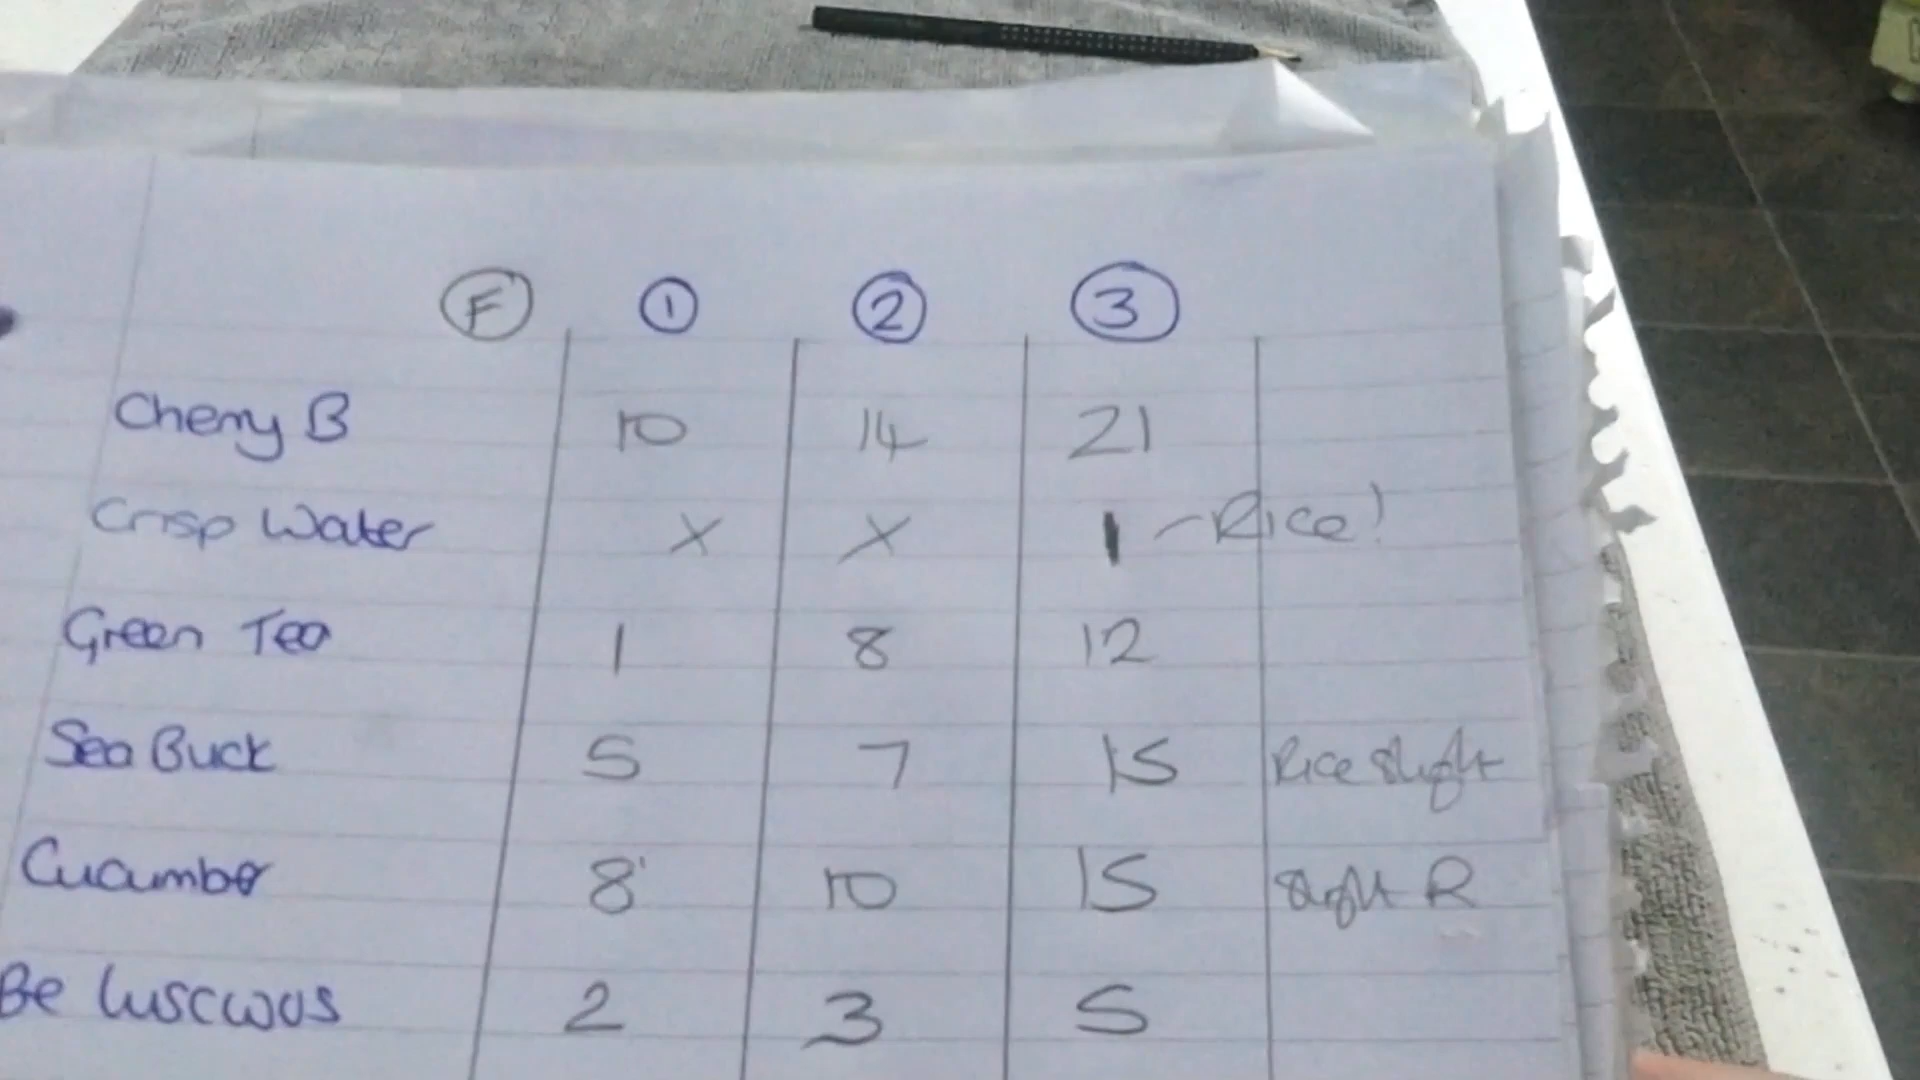 F 1 2 3
Cherry B 10 14 21
Crisp Water X X 1 - Rice!
Green Tea 1 8 12
Sea Buck 5 7 15 Rice slight
Cucumber 8 10 15 slight R
Be luscious 2 3 5